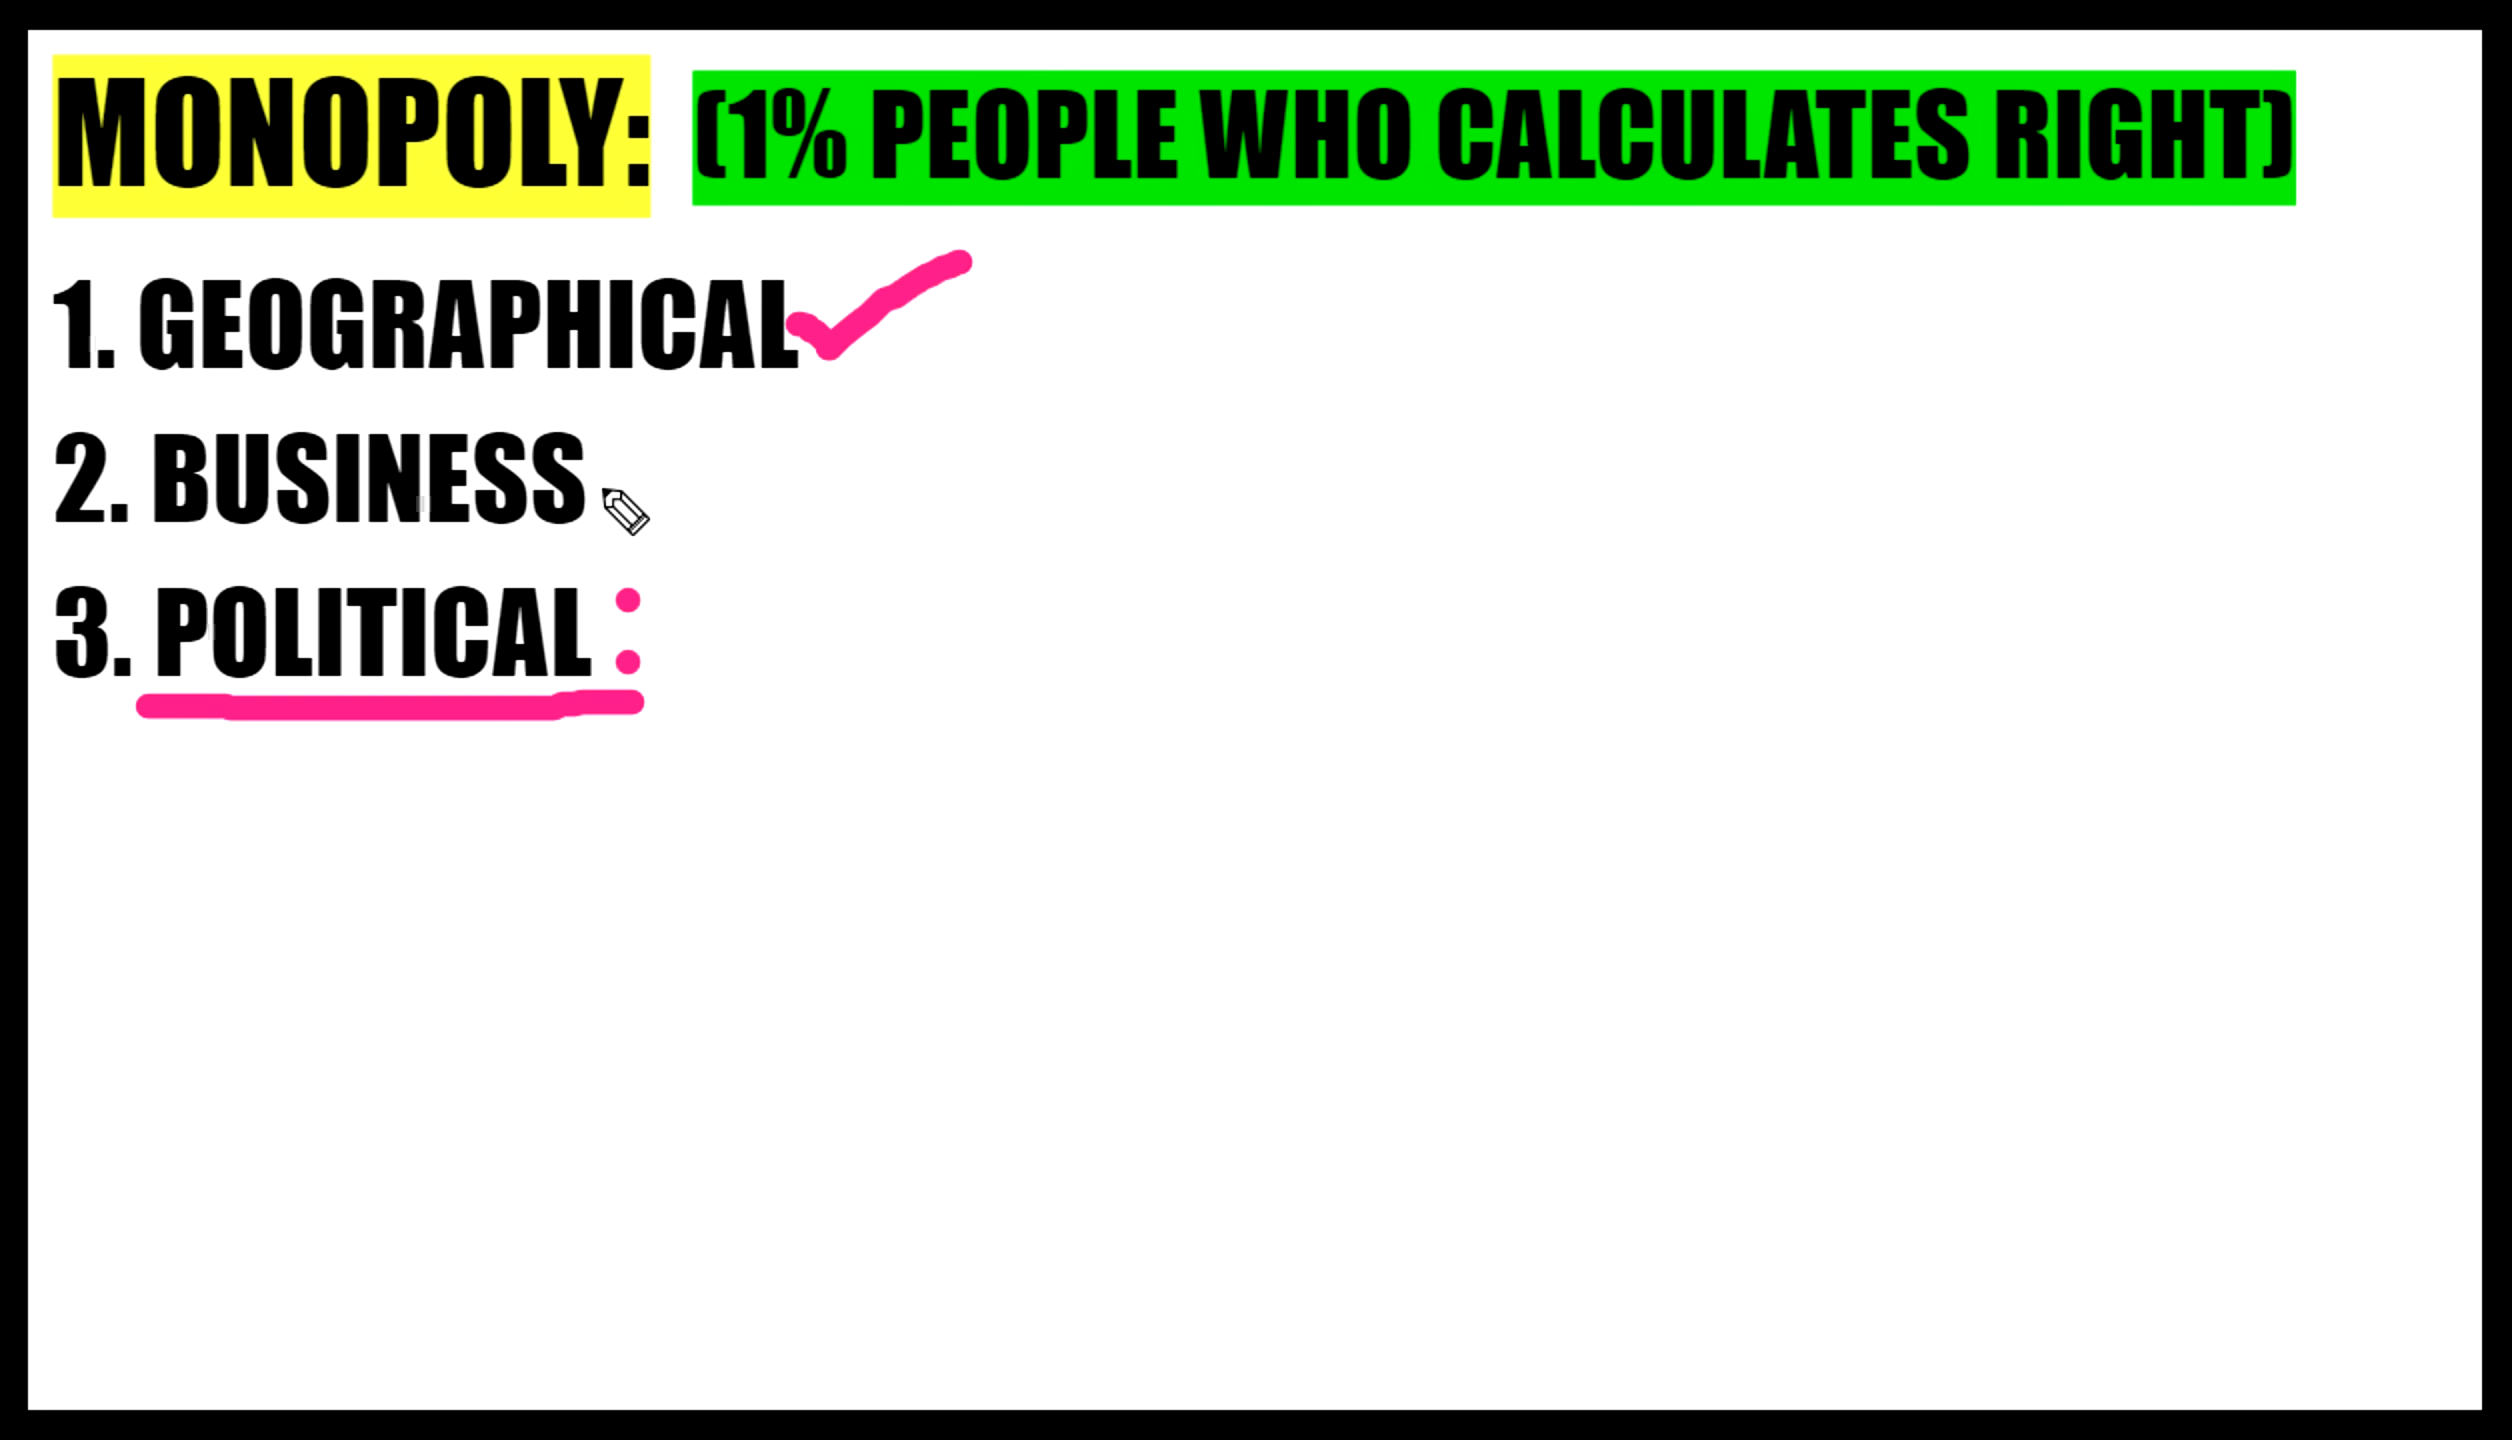 MONOPOLY: (1% PEOPLE WHO CALCULATES RIGHT)
1. GEOGRAPHICAL
2. BUSINESS
3. POLITICAL :